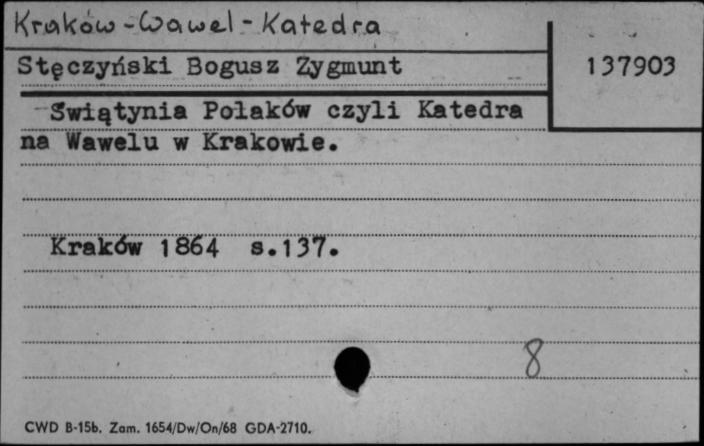 Kraków-Wawel-Katedra
Stęczyński Bogusz Zygmunt
137903
Swiątynia Polaków czyli Katedra
na Wawelu w Krakowie.
Kraków 1864 s.137.
8
CWD B-15b. Zam. 1654/Dw/On/68 GDA-2710.